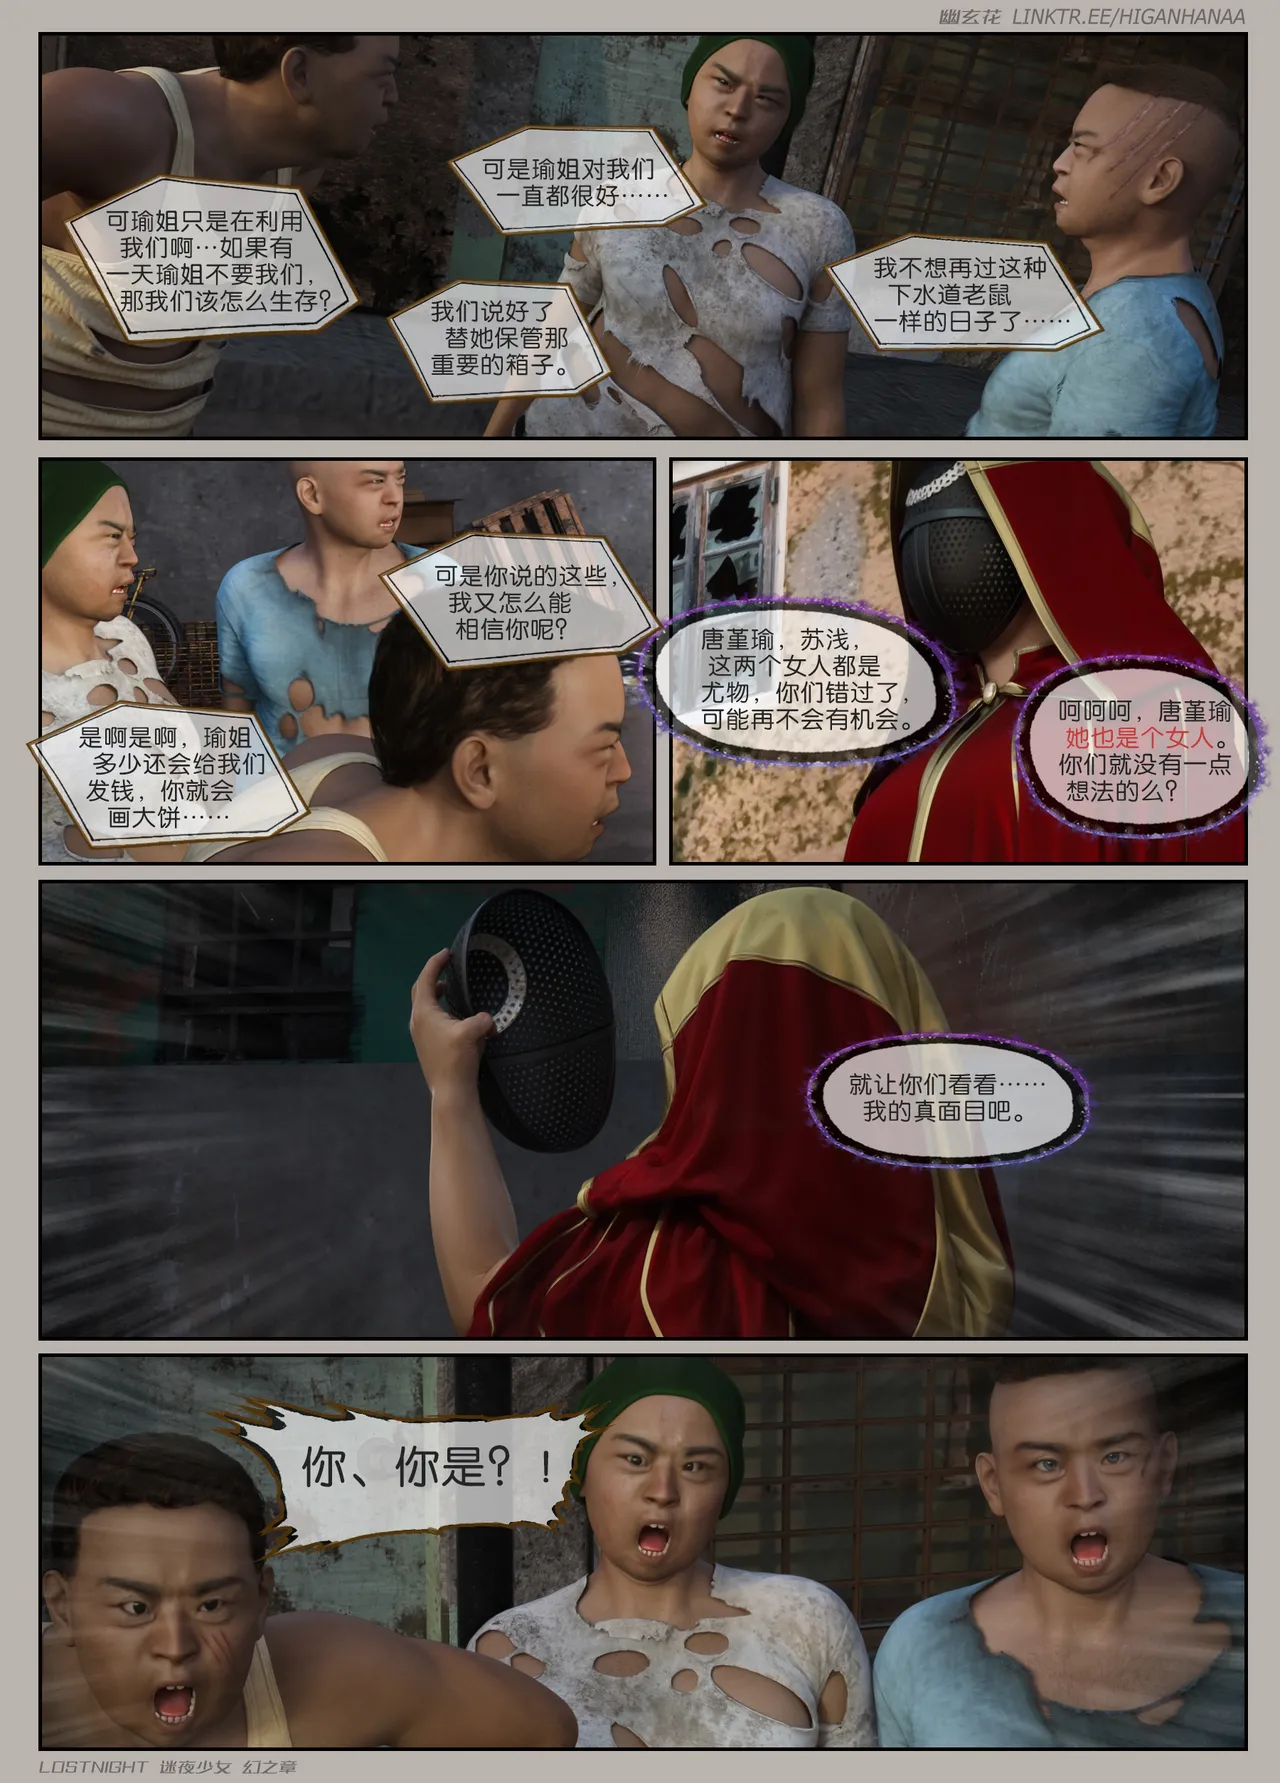 幽玄花 LINKTR.EE/HIGANHANAA
可是瑜姐对我们
一直都很好……
可瑜姐只是在利用
我们啊…如果有
一天瑜姐不要我们，
那我们该怎么生存？
我们说好了
替她保管那
重要的箱子。
我不想再过这种
下水道老鼠
一样的日子了……
可是你说的这些，
我又怎么能
相信你呢？
是啊是啊，瑜姐
多少还会给我们
发钱，你就会
画大饼……
唐堇瑜，苏浅，
这两个女人都是
尤物，你们错过了，
可能再不会有机会。
呵呵呵，唐堇瑜
她也是个女人。
你们就没有一点
想法的么？
就让你们看看……
我的真面目吧。
你、你是？！
LOSTNIGHT 迷夜少女 幻之章